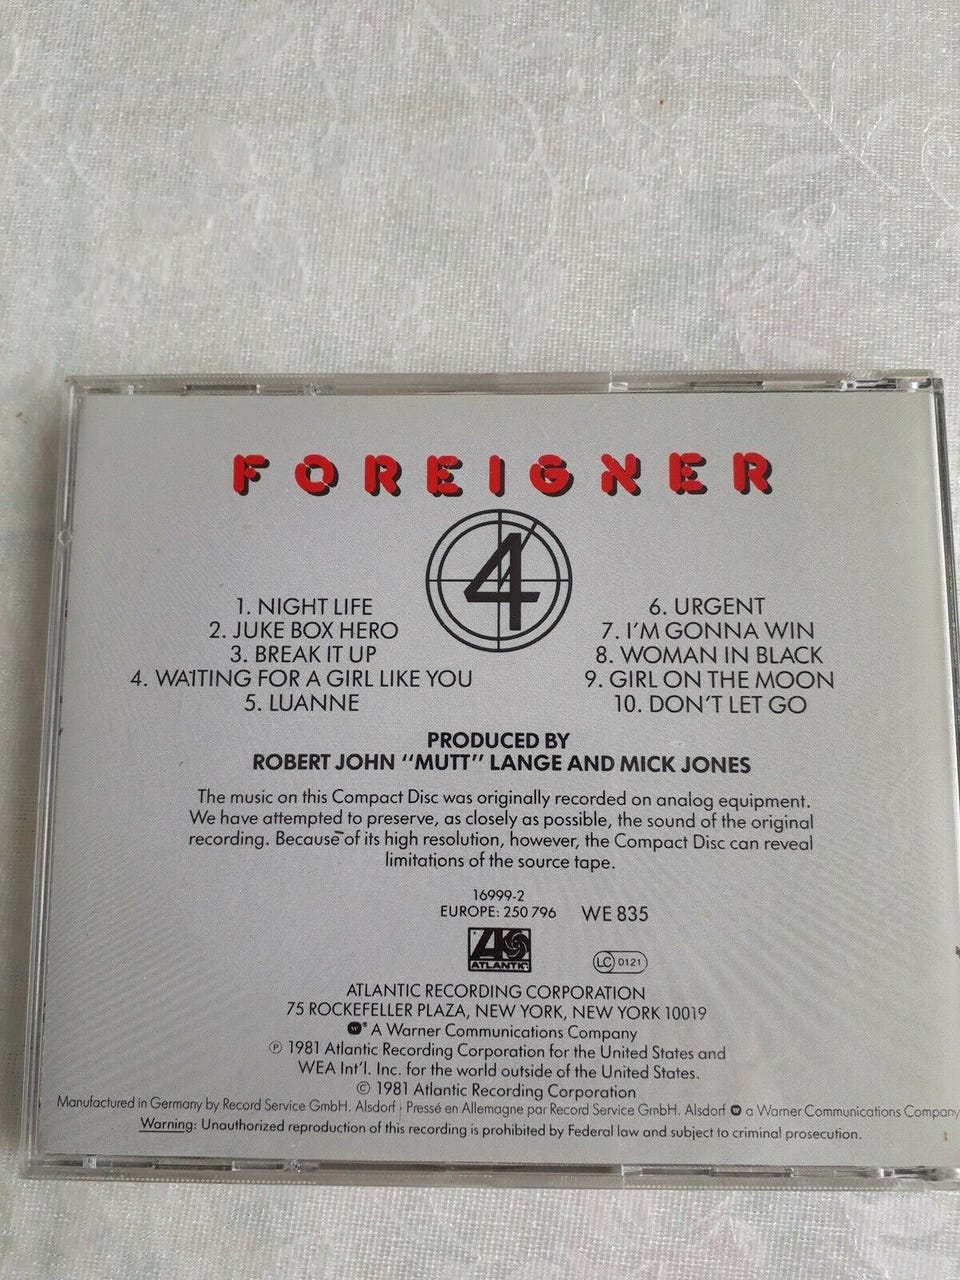 FOREIGNER
4
1. NIGHT LIFE
2. JUKE BOX HERO
3. BREAK IT UP
4. WAITING FOR A GIRL LIKE YOU
5. LUANNE
6. URGENT
7. I'M GONNA WIN
8. WOMAN IN BLACK
9. GIRL ON THE MOON
10. DON'T LET GO
PRODUCED BY
ROBERT JOHN "MUTT" LANGE AND MICK JONES
The music on this Compact Disc was originally recorded on analog equipment.
We have attempted to preserve, as closely as possible, the sound of the original
recording. Because of its high resolution, however, the Compact Disc can reveal
limitations of the source tape.
16999-2
EUROPE: 250 796 WE 835
ATLANTIC
LC 0121
ATLANTIC RECORDING CORPORATION
75 ROCKEFELLER PLAZA, NEW YORK, NEW YORK 10019
® A Warner Communications Company
℗ 1981 Atlantic Recording Corporation for the United States and
WEA Int'l. Inc. for the world outside of the United States.
© 1981 Atlantic Recording Corporation
Manufactured in Germany by Record Service GmbH. Alsdorf | Pressé en Allemagne par Record Service GmbH. Alsdorf a Warner Communications Company
Warning: Unauthorized reproduction of this recording is prohibited by Federal law and subject to criminal prosecution.